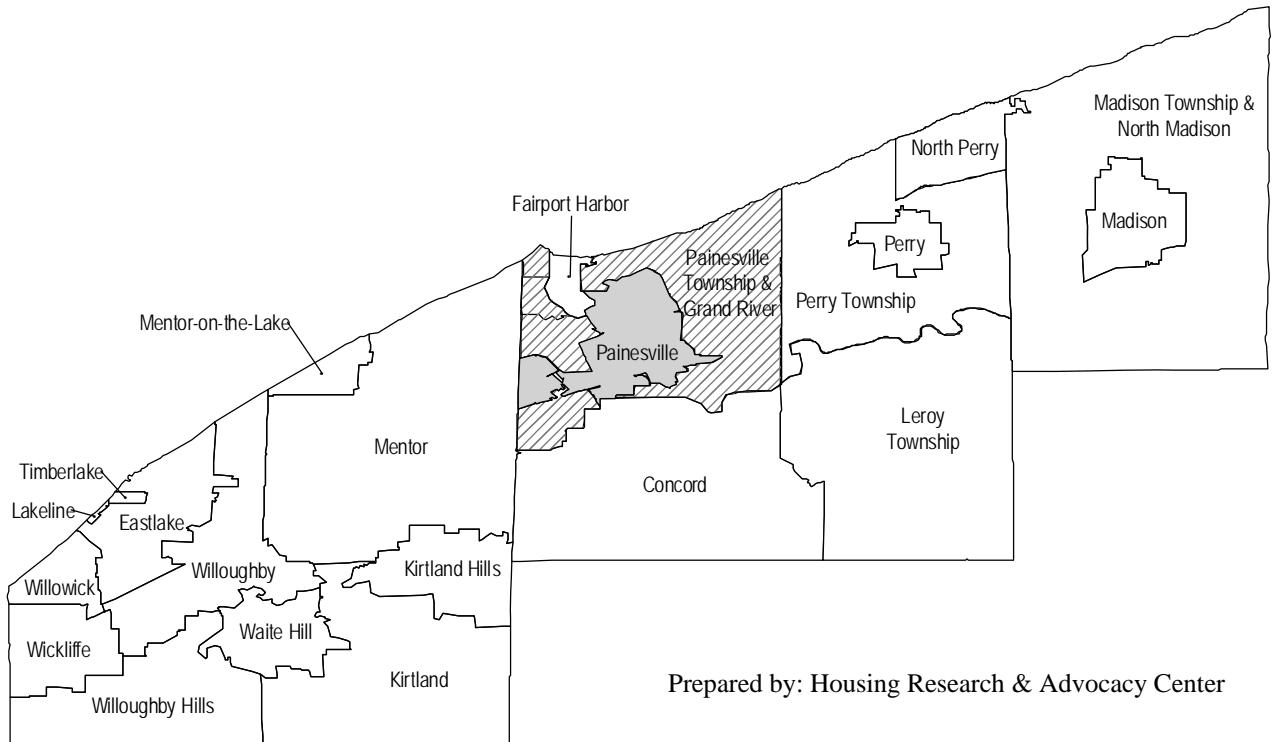 Madison Township &
North Madison
North Perry
Fairport Harbor
Madison
Perry
Painesville
Township &
Grand River
Perry Township
Mentor-on-the-Lake
Painesville
Leroy
Township
Mentor
Timberlake
Concord
Lakeline
Eastlake
Willoughby
Kirtland Hills
Willowick
Waite Hill
Wickliffe
Kirtland
Prepared by: Housing Research & Advocacy Center
Willoughby Hills